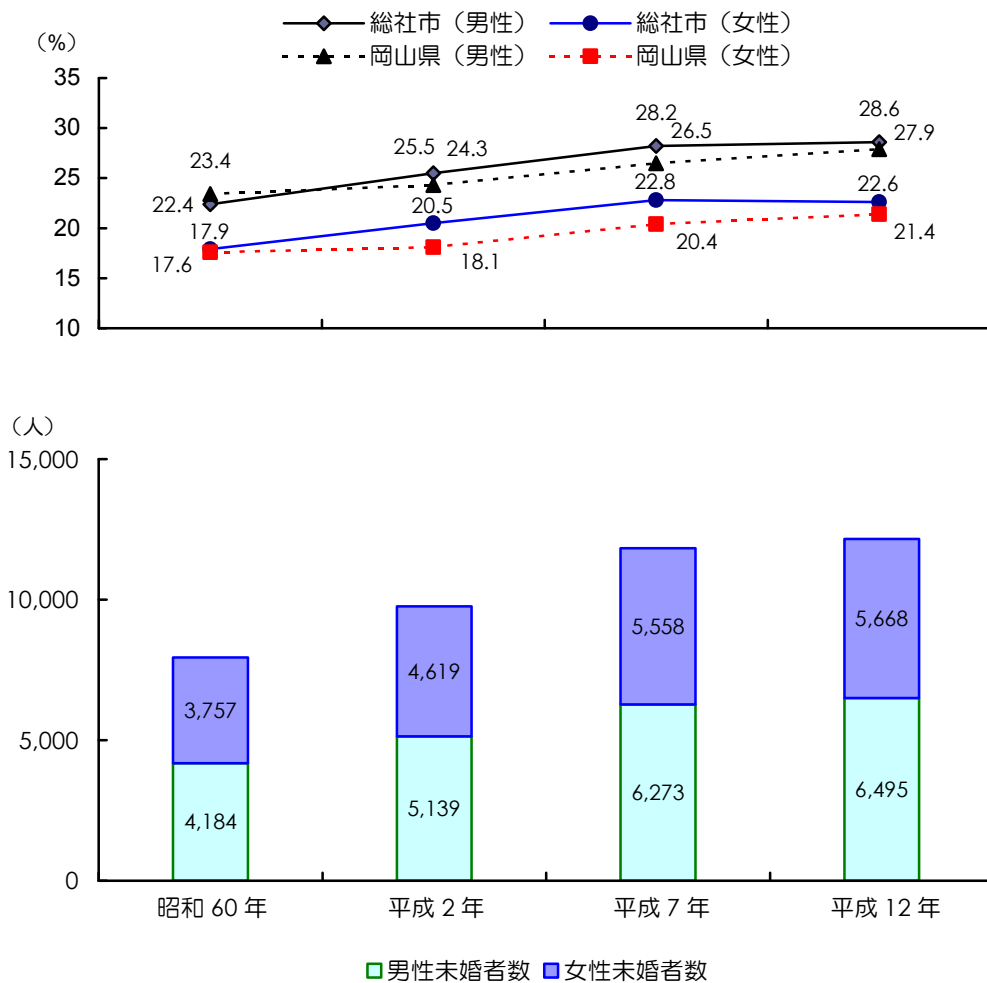 総社市（男性） 総社市（女性）
岡山県（男性） 岡山県（女性）
（%）
35
30
25
20
15
10
22.4 25.5 28.2 28.6
23.4 24.3 26.5 27.9
17.9 20.5 22.8 22.6
17.6 18.1 20.4 21.4
（人）
15,000
10,000
5,000
0
3,757 4,619 5,558 5,668
4,184 5,139 6,273 6,495
昭和 60 年 平成 2 年 平成 7 年 平成 12 年
男性未婚者数 女性未婚者数